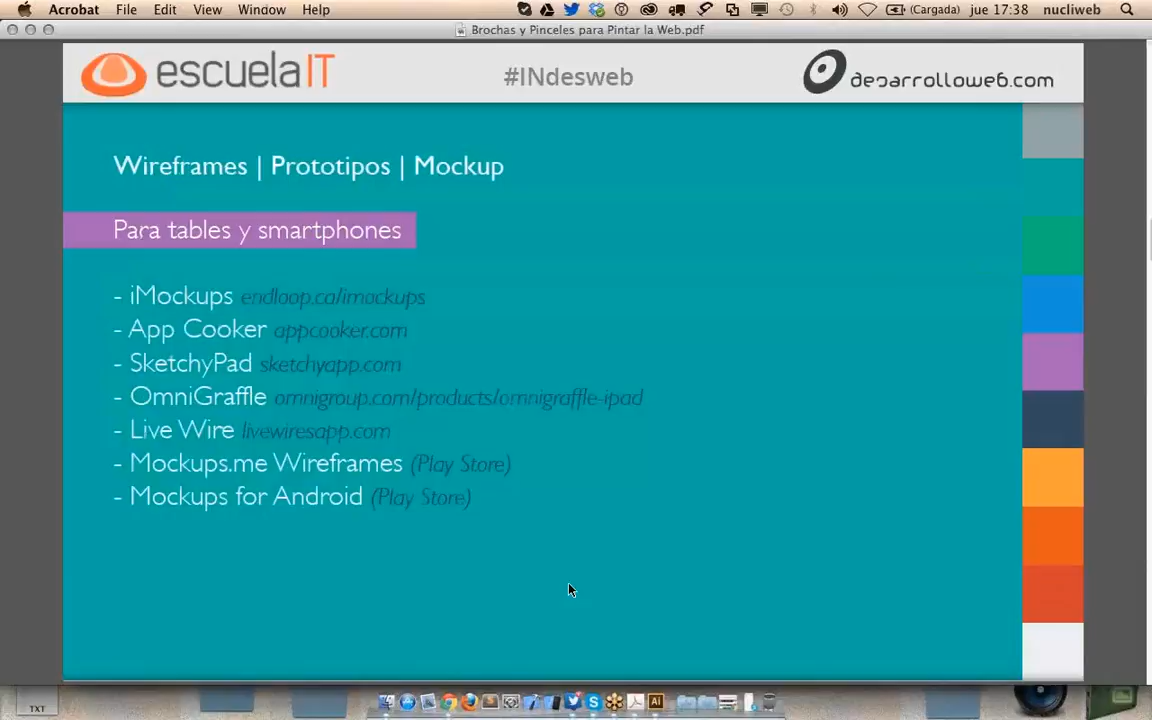 Acrobat File Edit View Window Help (Cargada) jue 17:38 nucliweb
Brochas y Pinceles para Pintar la Web.pdf
escuelaIT #INdesweb desarrolloweb.com
Wireframes | Prototipos | Mockup
Para tables y smartphones
- iMockups endloop.ca/imockups
- App Cooker appcooker.com
- SketchyPad sketchyapp.com
- OmniGraffle omnigroup.com/products/omnigraffle-ipad
- Live Wire livewiresapp.com
- Mockups.me Wireframes (Play Store)
- Mockups for Android (Play Store)
TXT